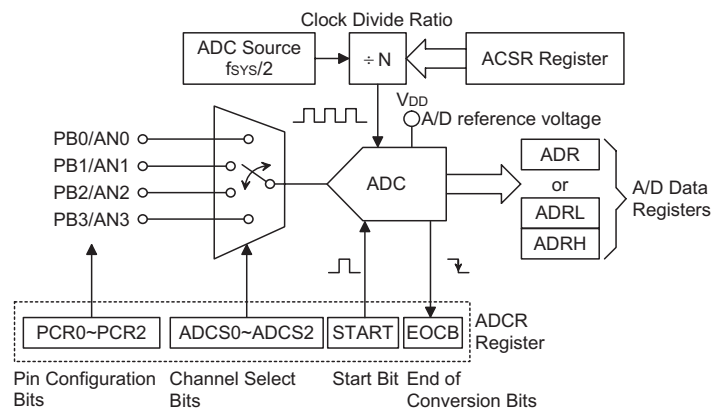 Clock Divide Ratio
ADC Source
fSYS/2
÷ N
ACSR Register
VDD
A/D reference voltage
PB0/AN0
PB1/AN1
PB2/AN2
PB3/AN3
ADC
ADR
or
ADRL
ADRH
A/D Data
Registers
PCR0~PCR2
ADCS0~ADCS2
START
EOCB
ADCR
Register
Pin Configuration
Bits
Channel Select
Bits
Start Bit
End of
Conversion Bits